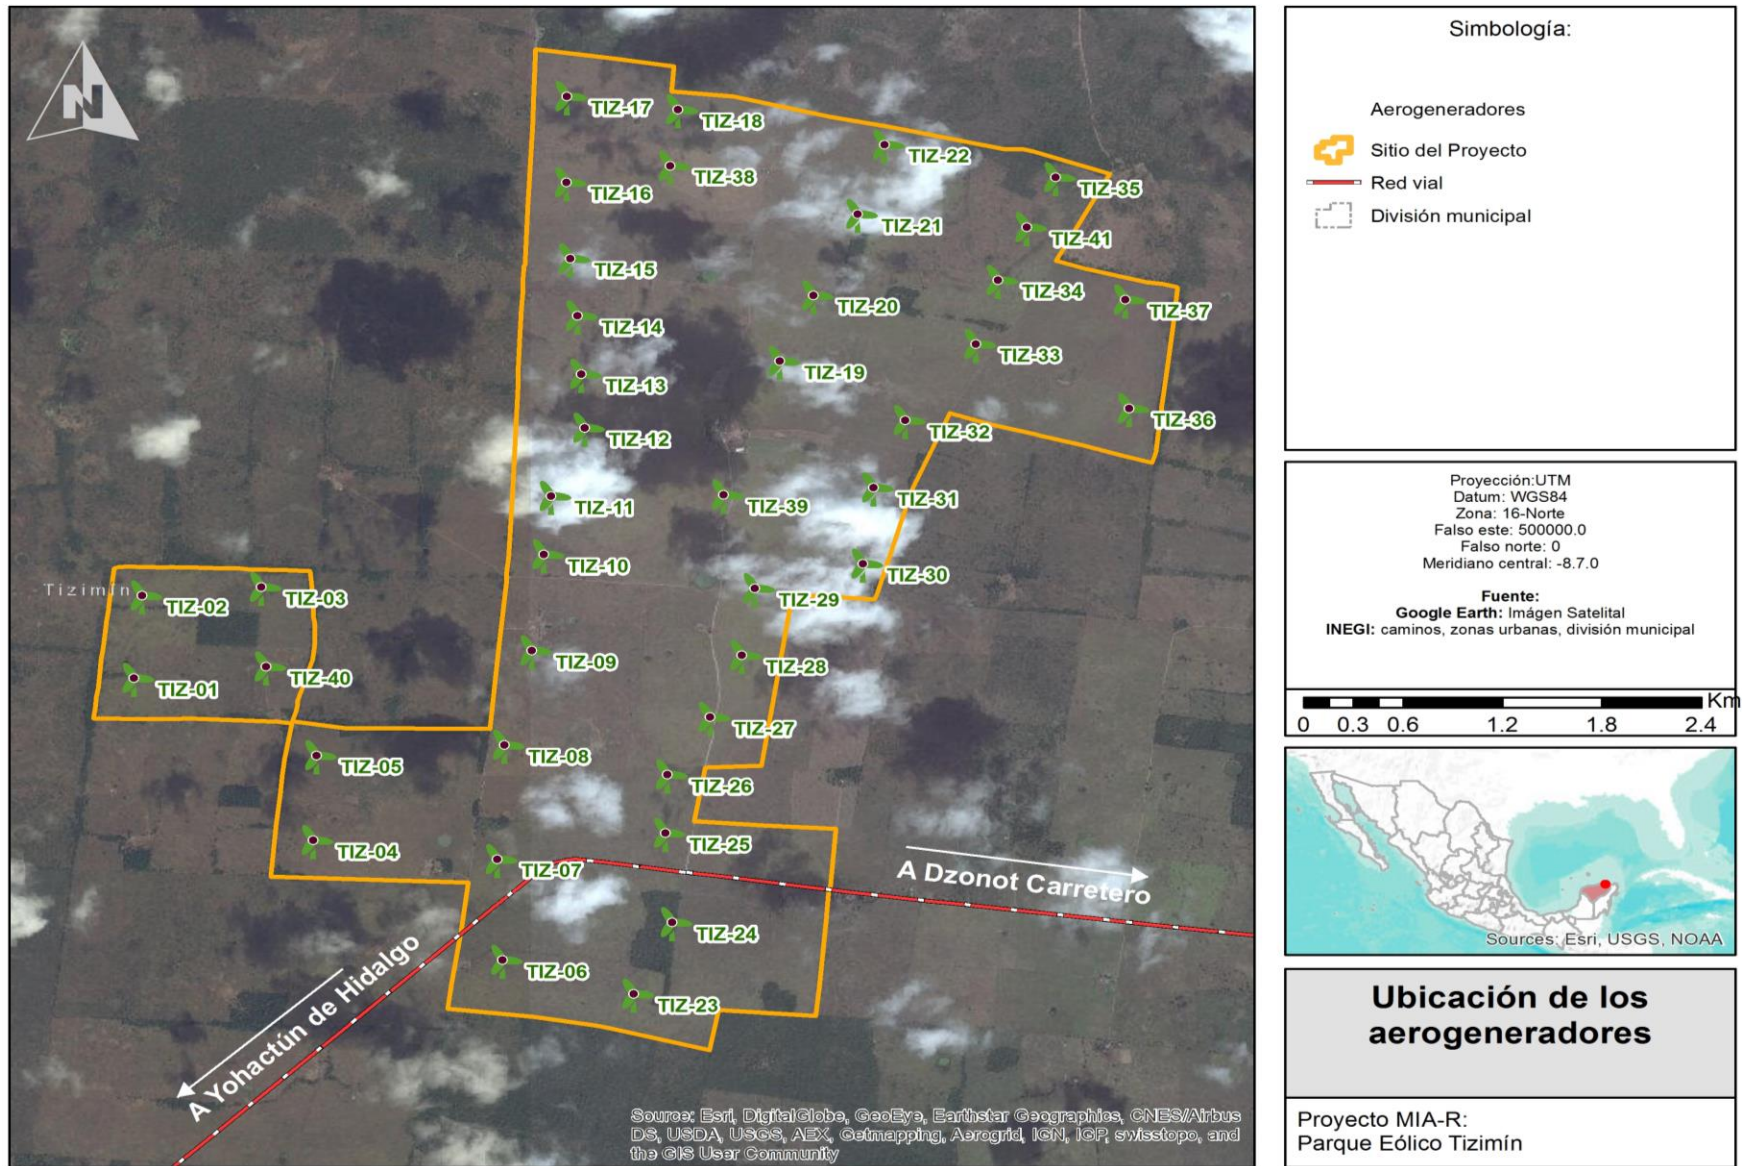 N
TIZ-17
TIZ-18
TIZ-22
TIZ-38
TIZ-16
TIZ-35
TIZ-21
TIZ-41
TIZ-15
TIZ-34
TIZ-20
TIZ-37
TIZ-14
TIZ-33
TIZ-19
TIZ-13
TIZ-36
TIZ-32
TIZ-12
TIZ-31
TIZ-39
TIZ-11
TIZ-10
TIZ-30
Tizimín
TIZ-02
TIZ-03
TIZ-29
TIZ-09
TIZ-28
TIZ-01
TIZ-40
TIZ-27
TIZ-08
TIZ-05
TIZ-26
TIZ-25
TIZ-04
TIZ-07
A Dzonot Carretero
TIZ-24
TIZ-06
TIZ-23
A Yohactún de Hidalgo
Source: Esri, DigitalGlobe, GeoEye, Earthstar Geographics, CNES/Airbus
DS, USDA, USGS, AEX, Getmapping, Aerogrid, IGN, IGP, swisstopo, and
the GIS User Community
Simbología:
Aerogeneradores
Sitio del Proyecto
Red vial
División municipal
Proyección:UTM
Datum: WGS84
Zona: 16-Norte
Falso este: 500000.0
Falso norte: 0
Meridiano central: -8.7.0
Fuente:
Google Earth: Imágen Satelital
INEGI: caminos, zonas urbanas, división municipal
Km
0 0.3 0.6 1.2 1.8 2.4
Sources: Esri, USGS, NOAA
Ubicación de los
aerogeneradores
Proyecto MIA-R:
Parque Eólico Tizimín